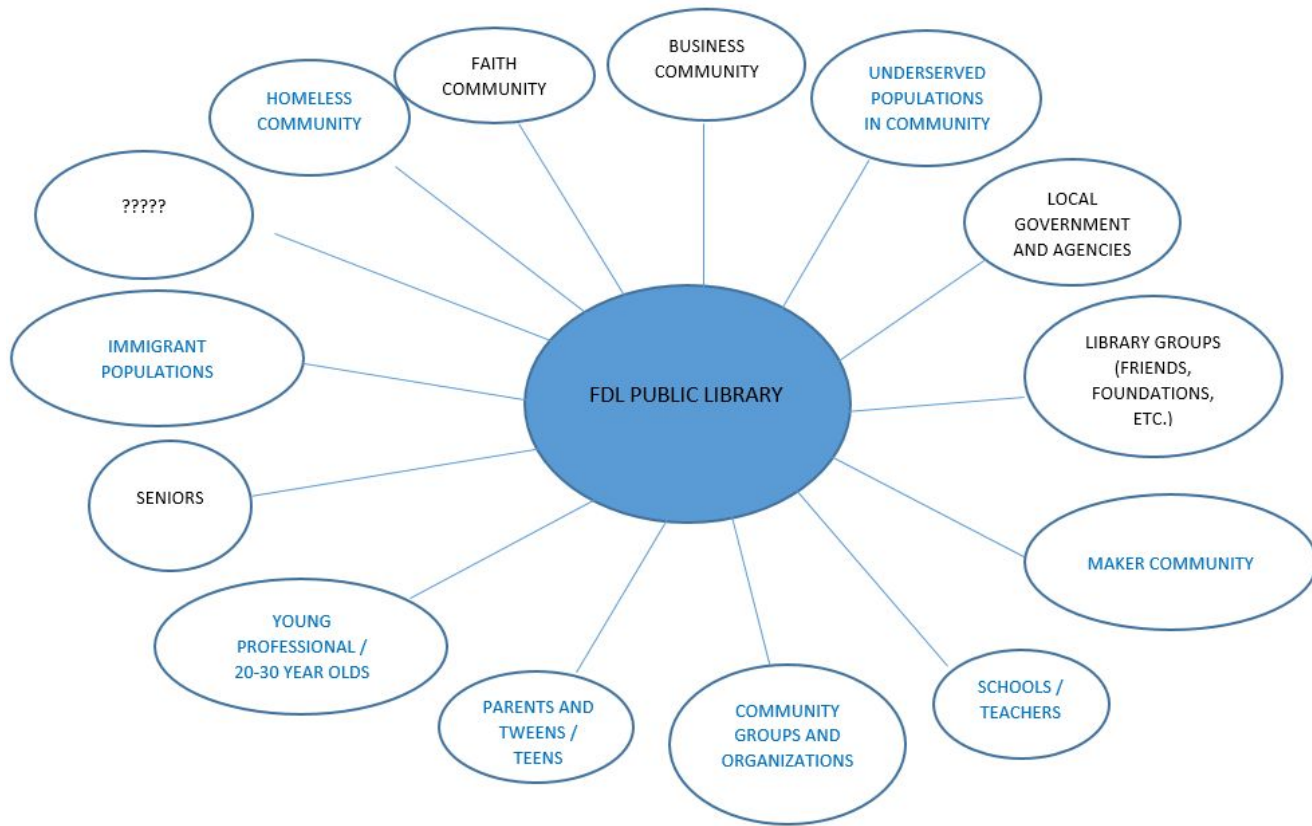 BUSINESS
COMMUNITY
FAITH
COMMUNITY
UNDERSERVED
POPULATIONS
IN COMMUNITY
HOMELESS
COMMUNITY
?????
LOCAL
GOVERNMENT
AND AGENCIES
IMMIGRANT
POPULATIONS
LIBRARY GROUPS
(FRIENDS,
FOUNDATIONS,
ETC.)
FDL PUBLIC LIBRARY
SENIORS
MAKER COMMUNITY
YOUNG
PROFESSIONAL /
20-30 YEAR OLDS
PARENTS AND
TWEENS /
TEENS
COMMUNITY
GROUPS AND
ORGANIZATIONS
SCHOOLS /
TEACHERS